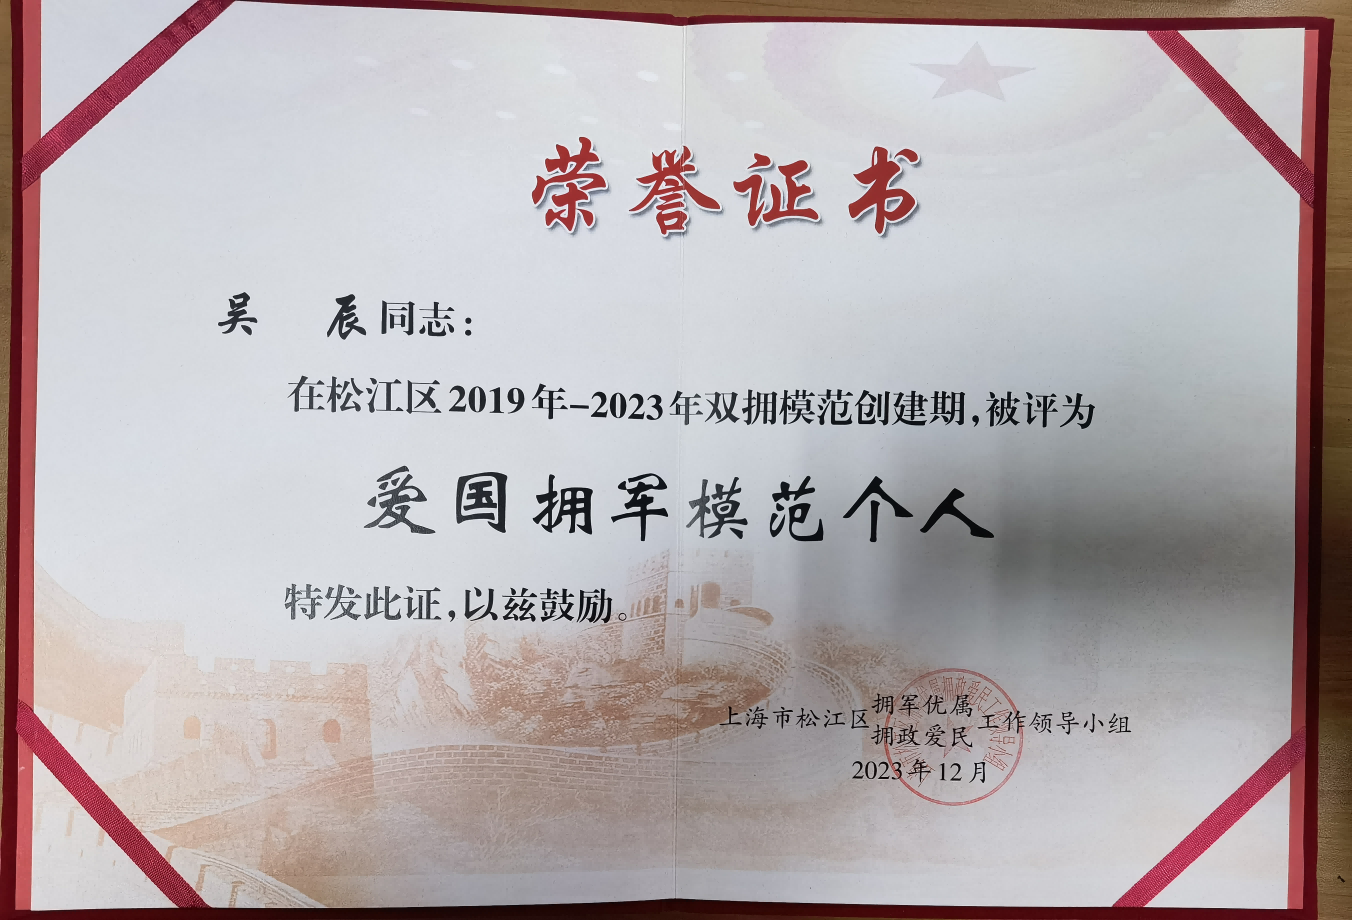 荣誉证书
吴 辰同志：
在松江区2019年-2023年双拥模范创建期,被评为
爱国拥军模范个人
特发此证,以兹鼓励。
上海市松江区拥军优属
拥政爱民工作领导小组
2023年12月